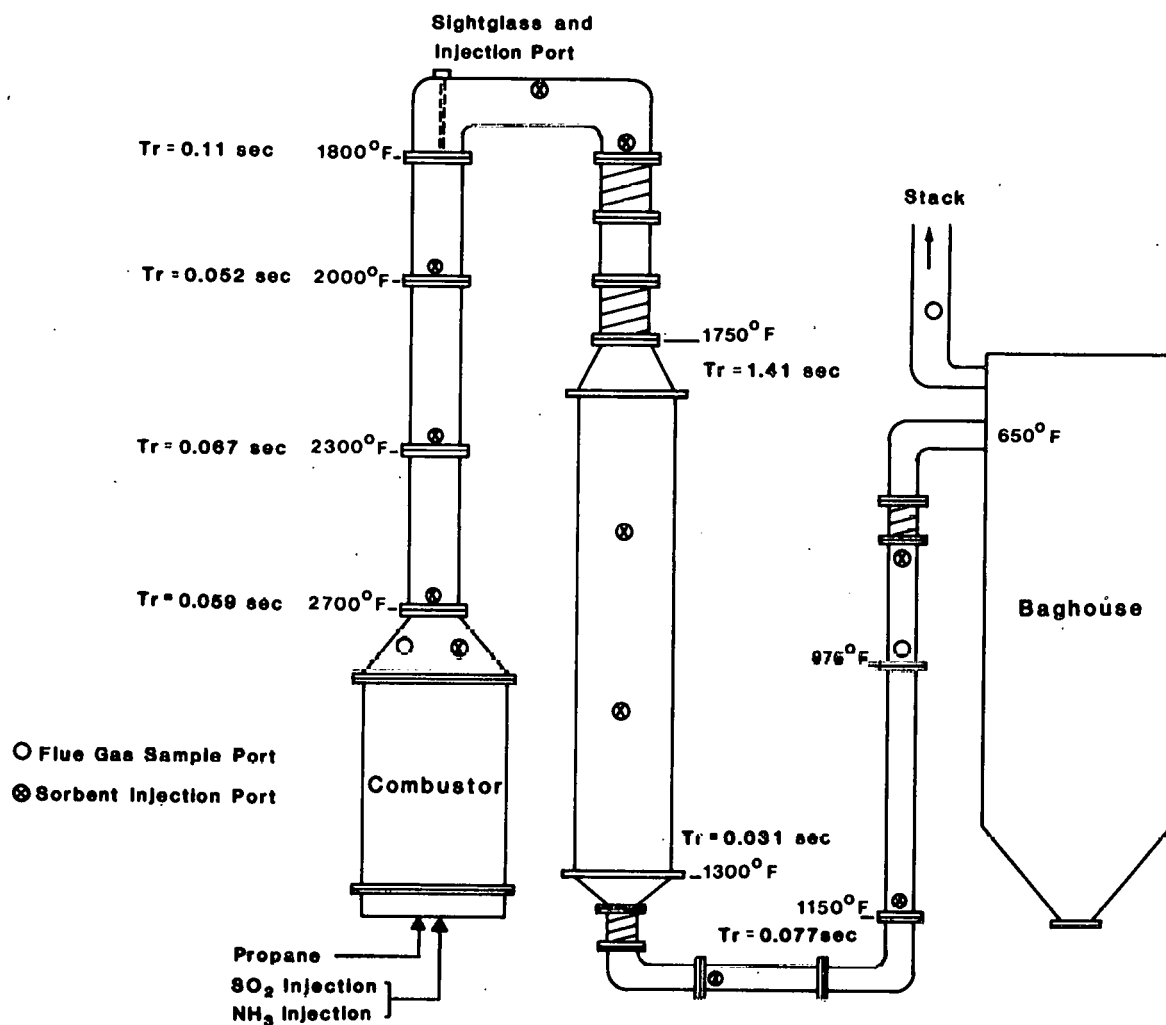 Sightglass and
Injection Port
Tr = 0.11 sec 1800°F
Stack
Tr = 0.052 sec 2000°F
1750°F
Tr = 1.41 sec
Tr = 0.067 sec 2300°F
650°F
Tr = 0.059 sec 2700°F
Baghouse
975°F
Flue Gas Sample Port
Sorbent Injection Port
Combustor
Tr = 0.031 sec
1300°F
1150°F
Tr = 0.077sec
Propane
SO₂ Injection
NH₃ Injection